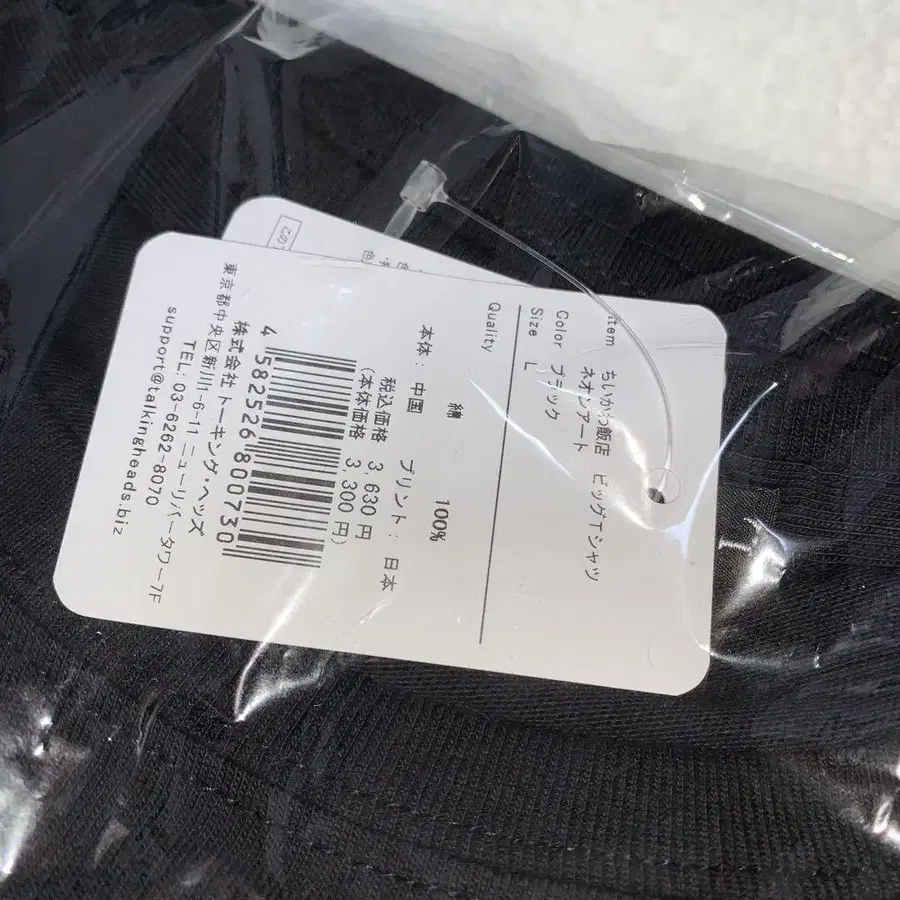 Item ちいかわ飯店 ビッグTシャツ
ネオンアート
Color ブラック
Size L
Quality
綿 100%
本体: 中国 プリント: 日本
税込価格 3,630円
(本体価格 3,300円)
4 582526 800730
株式会社トーキング・ヘッズ
東京都中央区新川1-6-11 ニューリバータワー7F
TEL: 03-6262-8070
support@talkingheads.biz
この
色
色